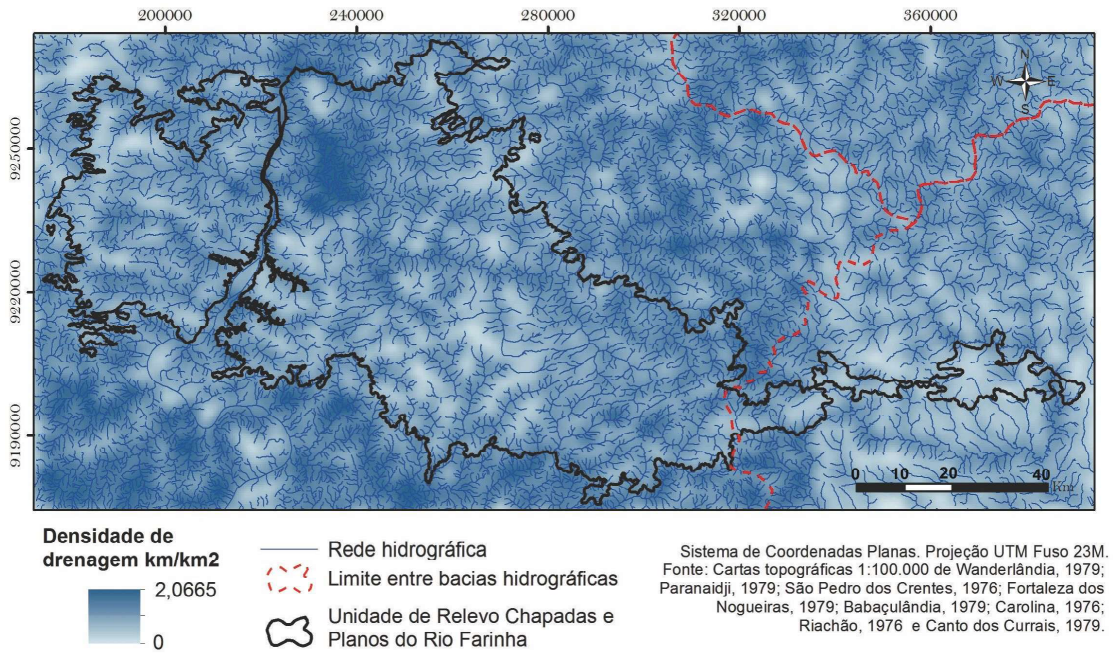 200000 240000 280000 320000 360000
9250000
9220000
9190000
N
W E
S
0 10 20 40
Km
Densidade de
drenagem km/km2
2,0665
0
Rede hidrográfica
Limite entre bacias hidrográficas
Unidade de Relevo Chapadas e
Planos do Rio Farinha
Sistema de Coordenadas Planas. Projeção UTM Fuso 23M.
Fonte: Cartas topográficas 1:100.000 de Wanderlândia, 1979;
Paranaidji, 1979; São Pedro dos Crentes, 1976; Fortaleza dos
Nogueiras, 1979; Babaçulândia, 1979; Carolina, 1976;
Riachão, 1976 e Canto dos Currais, 1979.